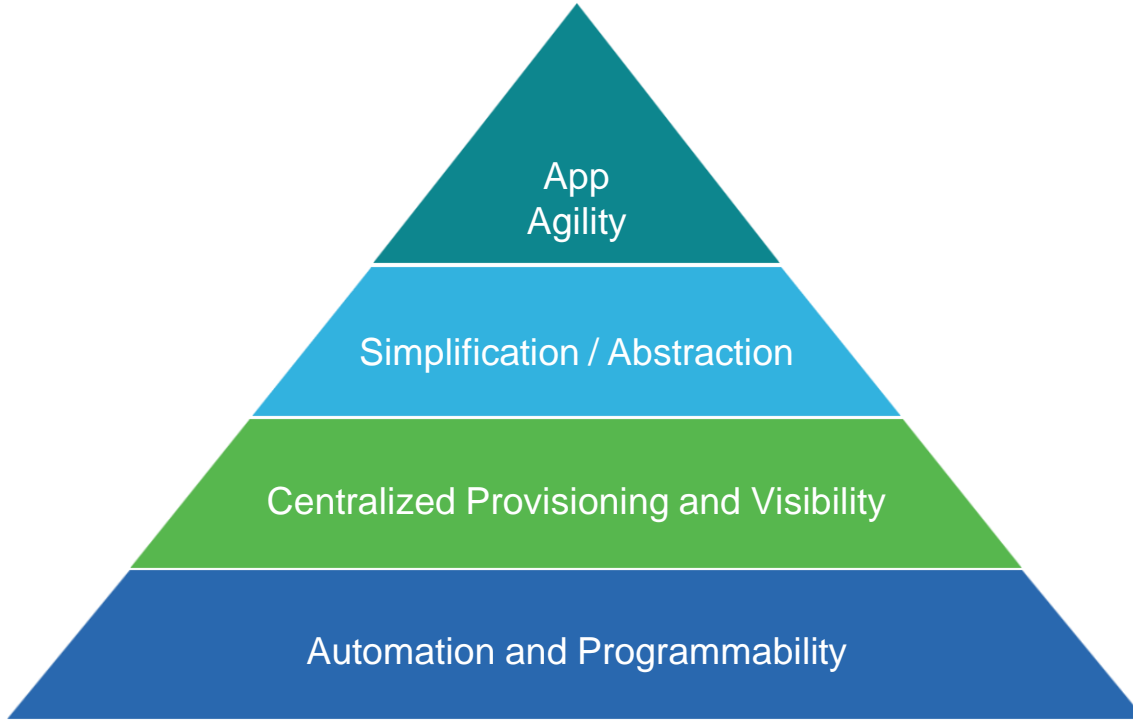 App
Agility
Simplification / Abstraction
Centralized Provisioning and Visibility
Automation and Programmability